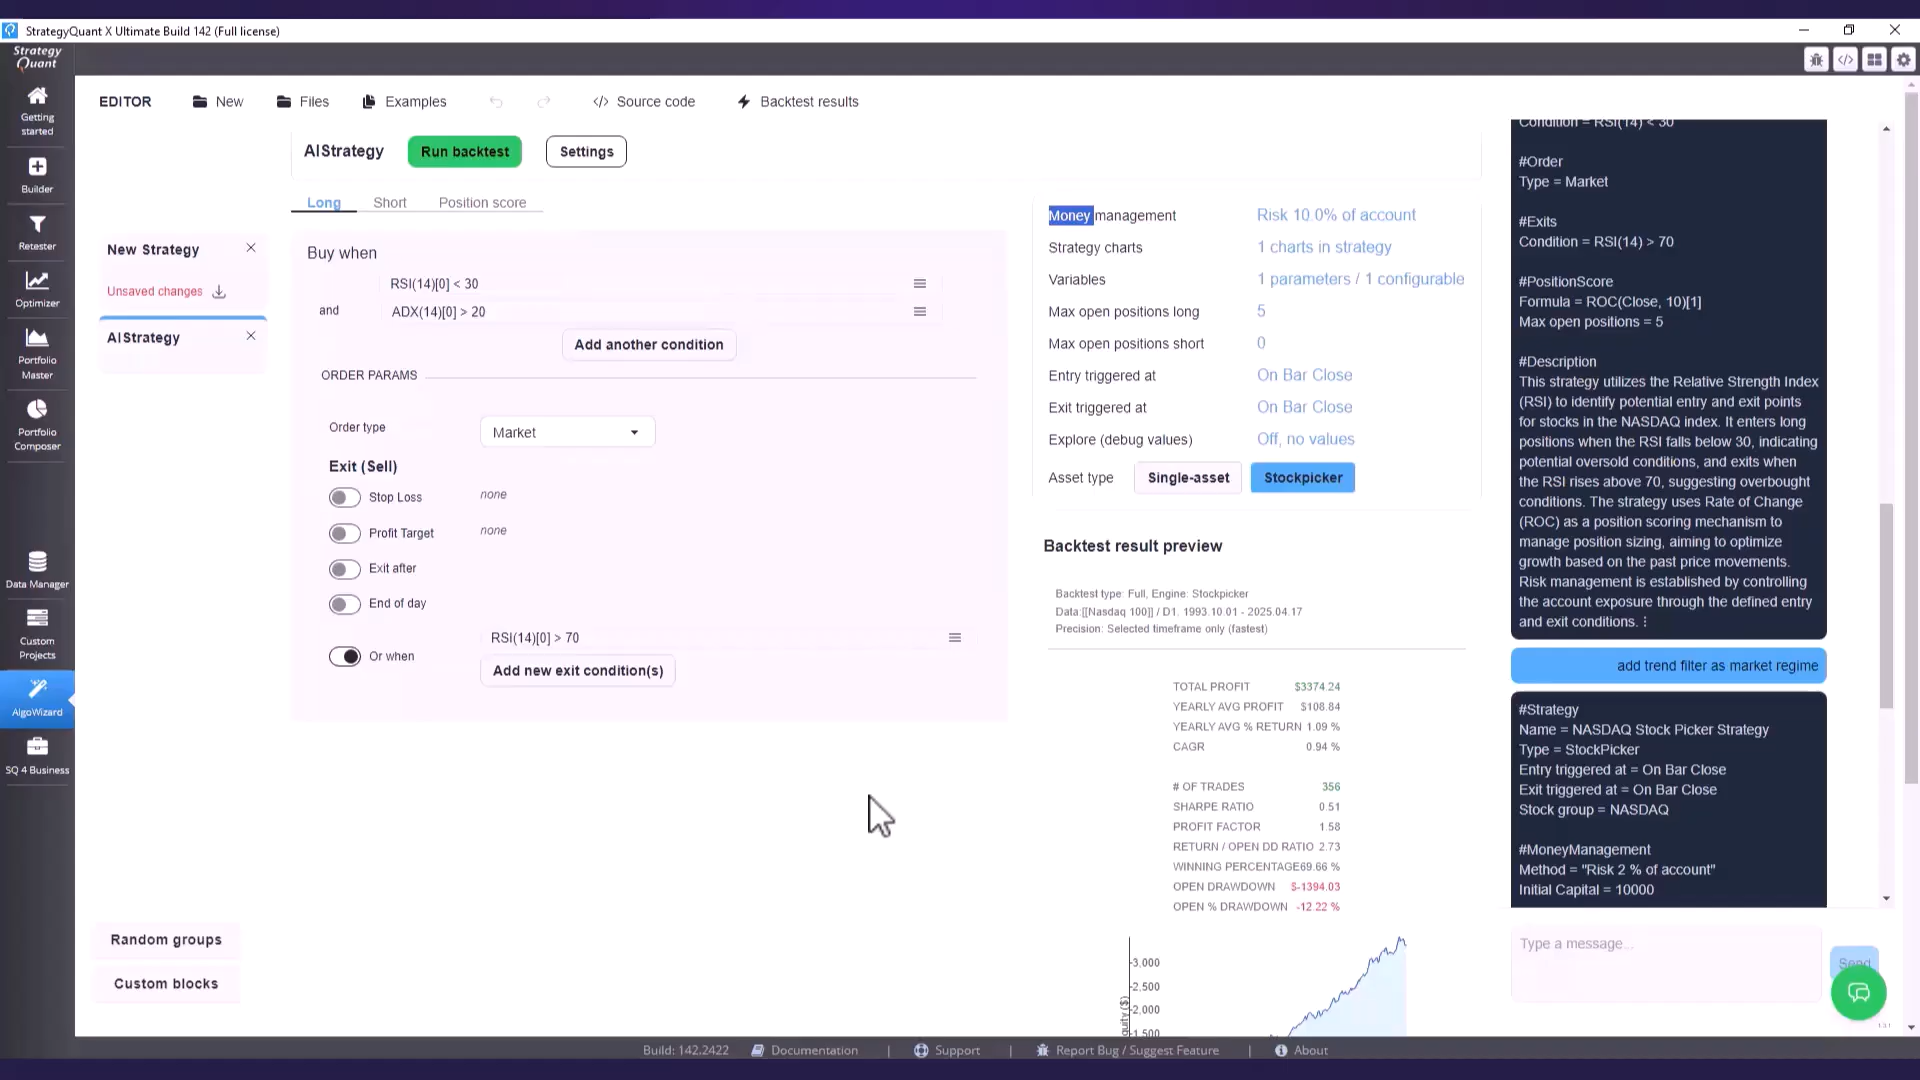 StrategyQuant X Ultimate Build 142 (Full license)
Strategy
Quant
Getting
started
Builder
Retester
Optimizer
Portfolio
Master
Portfolio
Composer
Data Manager
Custom
Projects
AlgoWizard
SQ 4 Business
EDITOR
New
Files
Examples
</> Source code
Backtest results
New Strategy
Unsaved changes
AIStrategy
Random groups
Custom blocks
AIStrategy
Run backtest
Settings
Long
Short
Position score
Buy when
RSI(14)[0] < 30
and
ADX(14)[0] > 20
Add another condition
ORDER PARAMS
Order type
Market
Exit (Sell)
Stop Loss
none
Profit Target
none
Exit after
End of day
RSI(14)[0] > 70
Or when
Add new exit condition(s)
Money management Risk 10.0% of account
Strategy charts 1 charts in strategy
Variables 1 parameters / 1 configurable
Max open positions long 5
Max open positions short 0
Entry triggered at On Bar Close
Exit triggered at On Bar Close
Explore (debug values) Off, no values
Asset type Single-asset Stockpicker
Backtest result preview
Backtest type: Full, Engine: Stockpicker
Data:[[Nasdaq 100]] / D1. 1993.10.01 - 2025.04.17
Precision: Selected timeframe only (fastest)
TOTAL PROFIT $3374.24
YEARLY AVG PROFIT $108.84
YEARLY AVG % RETURN 1.09 %
CAGR 0.94 %
# OF TRADES 356
SHARPE RATIO 0.51
PROFIT FACTOR 1.58
RETURN / OPEN DD RATIO 2.73
WINNING PERCENTAGE 69.66 %
OPEN DRAWDOWN $-1394.03
OPEN % DRAWDOWN -12.22 %
3,000
2,500
2,000
1,500
quity ($)
Condition = RSI(14) < 30
#Order
Type = Market
#Exits
Condition = RSI(14) > 70
#PositionScore
Formula = ROC(Close, 10)[1]
Max open positions = 5
#Description
This strategy utilizes the Relative Strength Index
(RSI) to identify potential entry and exit points
for stocks in the NASDAQ index. It enters long
positions when the RSI falls below 30, indicating
potential oversold conditions, and exits when
the RSI rises above 70, suggesting overbought
conditions. The strategy uses Rate of Change
(ROC) as a position scoring mechanism to
manage position sizing, aiming to optimize
growth based on the past price movements.
Risk management is established by controlling
the account exposure through the defined entry
and exit conditions. ⋮
add trend filter as market regime
#Strategy
Name = NASDAQ Stock Picker Strategy
Type = StockPicker
Entry triggered at = On Bar Close
Exit triggered at = On Bar Close
Stock group = NASDAQ
#MoneyManagement
Method = "Risk 2 % of account"
Initial Capital = 10000
Type a message...
Send
Build: 142.2422
Documentation
|
Support
|
Report Bug / Suggest Feature
|
About